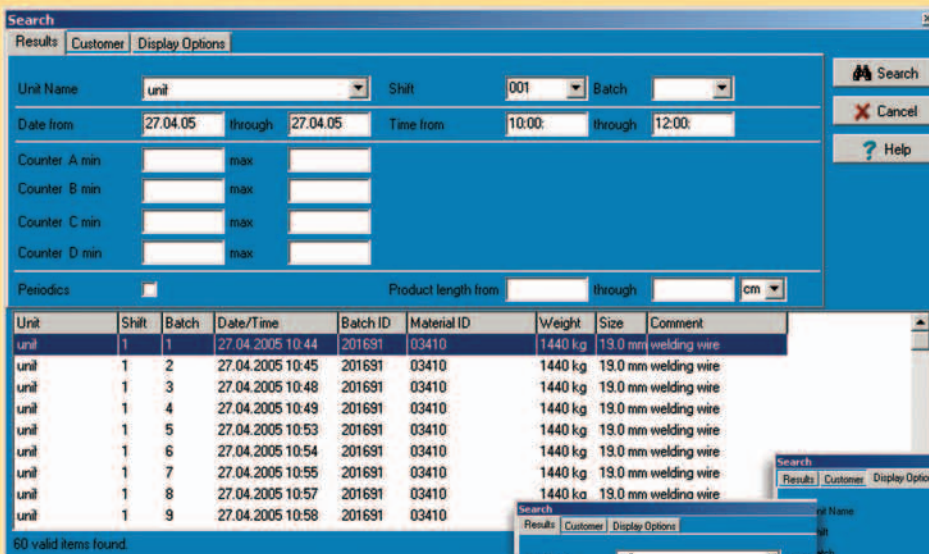 Search
Results Customer Display Options
Unit Name unit Shift 001 Batch
Search
Date from 27.04.05 through 27.04.05 Time from 10:00: through 12:00:
Cancel
Counter A min max
Help
Counter B min max
Counter C min max
Counter D min max
Periodics Product length from through cm
Unit Shift Batch Date/Time Batch ID Material ID Weight Size Comment
unit 1 1 27.04.2005 10:44 201691 03410 1440 kg 19.0 mm welding wire
unit 1 2 27.04.2005 10:45 201691 03410 1440 kg 19.0 mm welding wire
unit 1 3 27.04.2005 10:48 201691 03410 1440 kg 19.0 mm welding wire
unit 1 4 27.04.2005 10:49 201691 03410 1440 kg 19.0 mm welding wire
unit 1 5 27.04.2005 10:53 201691 03410 1440 kg 19.0 mm welding wire
unit 1 6 27.04.2005 10:54 201691 03410 1440 kg 19.0 mm welding wire
unit 1 7 27.04.2005 10:55 201691 03410 1440 kg 19.0 mm welding wire
unit 1 8 27.04.2005 10:57 201691 03410 1440 kg 19.0 mm welding wire
unit 1 9 27.04.2005 10:58 201691 03410
60 valid items found.
Search
Results Customer Display Options
Search
Results Customer Display Optio
Name